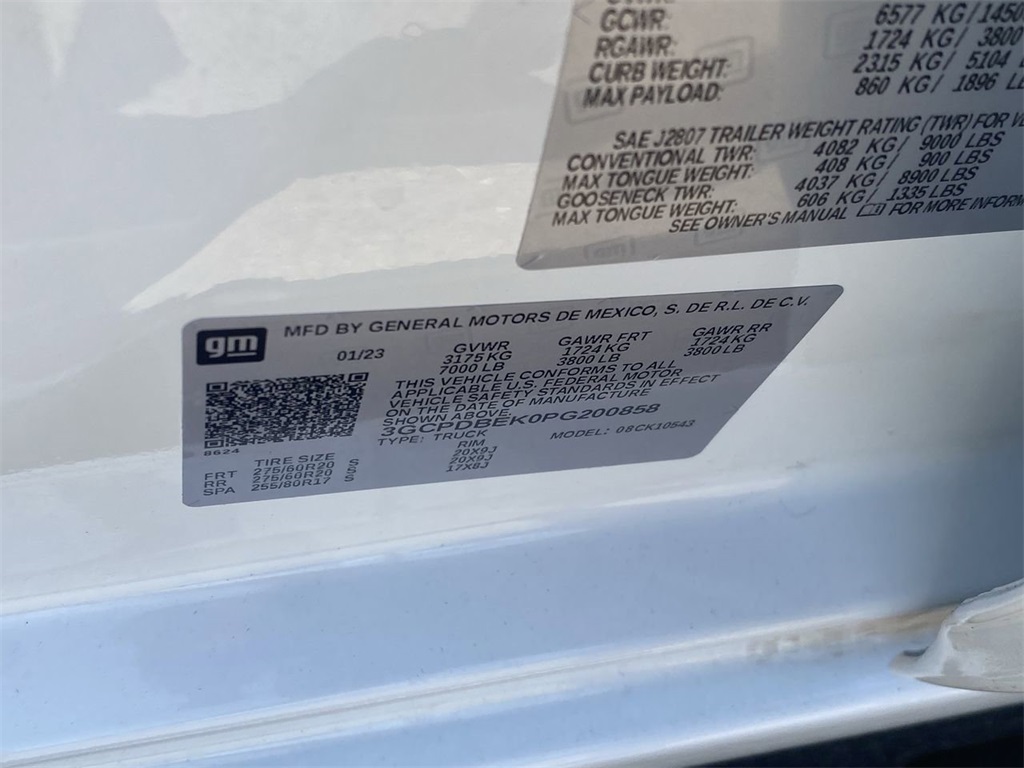 GCWR: 6577 KG/1450
RGAWR: 1724 KG/ 3800
CURB WEIGHT: 2315 KG/ 5104 L
MAX PAYLOAD: 860 KG/ 1896 L
SAE J2807 TRAILER WEIGHT RATING (TWR) FOR
CONVENTIONAL TWR: 4082 KG/ 9000 LBS
MAX TONGUE WEIGHT: 408 KG/ 900 LBS
GOOSENECK TWR: 4037 KG/ 8900 LBS
MAX TONGUE WEIGHT: 606 KG/ 1335 LBS
SEE OWNER'S MANUAL FOR MORE INFORM
gm MFD BY GENERAL MOTORS DE MEXICO, S. DE R.L. DE C.V.
01/23 GVWR GAWR FRT GAWR RR
3175 KG 1724 KG 1724 KG
7000 LB 3800 LB 3800 LB
THIS VEHICLE CONFORMS TO ALL
APPLICABLE U.S. FEDERAL MOTOR
VEHICLE SAFETY STANDARDS IN EFFECT
ON THE DATE OF MANUFACTURE
SHOWN ABOVE.
3GCPDBEK0PG200858
TYPE: TRUCK MODEL: 08CK10543
8624
TIRE SIZE RIM
FRT 275/60R20 S 20X9J
RR 275/60R20 S 20X9J
SPA 255/80R17 S 17X8J